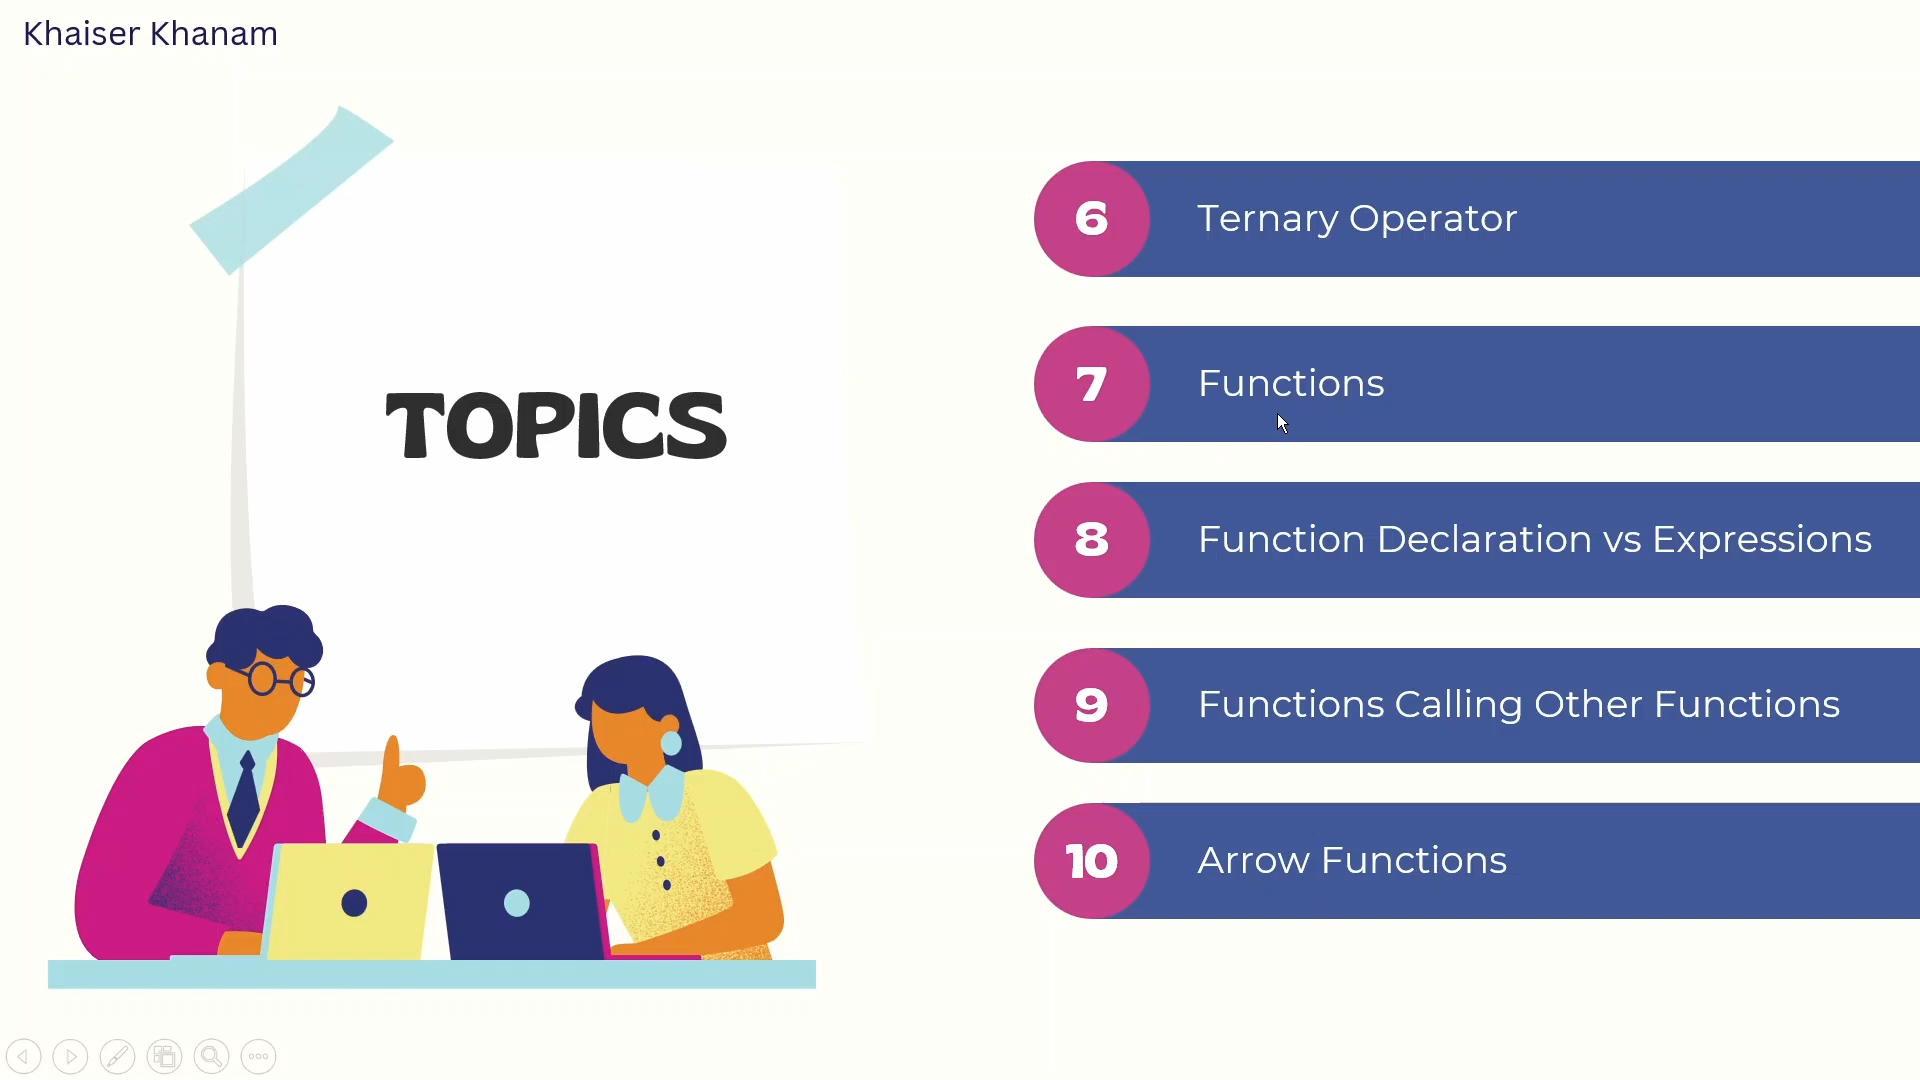 Khaiser Khanam
TOPICS
6 Ternary Operator
7 Functions
8 Function Declaration vs Expressions
9 Functions Calling Other Functions
10 Arrow Functions